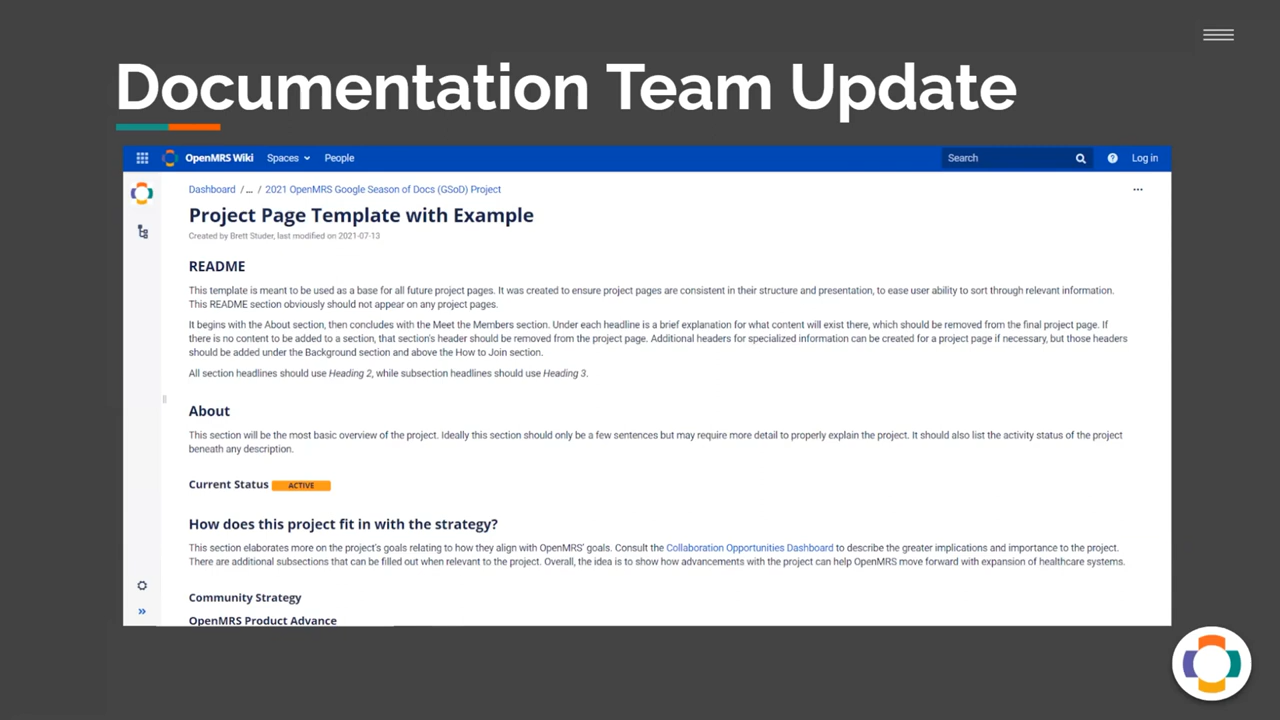 Documentation Team Update
OpenMRS Wiki Spaces People Search Log in
Dashboard /... / 2021 OpenMRS Google Season of Docs (GSoD) Project
Project Page Template with Example
Created by Brett Studer, last modified on 2021-07-13
README
This template is meant to be used as a base for all future project pages. It was created to ensure project pages are consistent in their structure and presentation, to ease user ability to sort through relevant information.
This README section obviously should not appear on any project pages.
It begins with the About section, then concludes with the Meet the Members section. Under each headline is a brief explanation for what content will exist there, which should be removed from the final project page. If
there is no content to be added to a section, that section's header should be removed from the project page. Additional headers for specialized information can be created for a project page if necessary, but those headers
should be added under the Background section and above the How to Join section.
All section headlines should use Heading 2, while subsection headlines should use Heading 3.
About
This section will be the most basic overview of the project. Ideally this section should only be a few sentences but may require more detail to properly explain the project. It should also list the activity status of the project
beneath any description.
Current Status ACTIVE
How does this project fit in with the strategy?
This section elaborates more on the project's goals relating to how they align with OpenMRS' goals. Consult the Collaboration Opportunities Dashboard to describe the greater implications and importance to the project.
There are additional subsections that can be filled out when relevant to the project. Overall, the idea is to show how advancements with the project can help OpenMRS move forward with expansion of healthcare systems.
Community Strategy
OpenMRS Product Advance